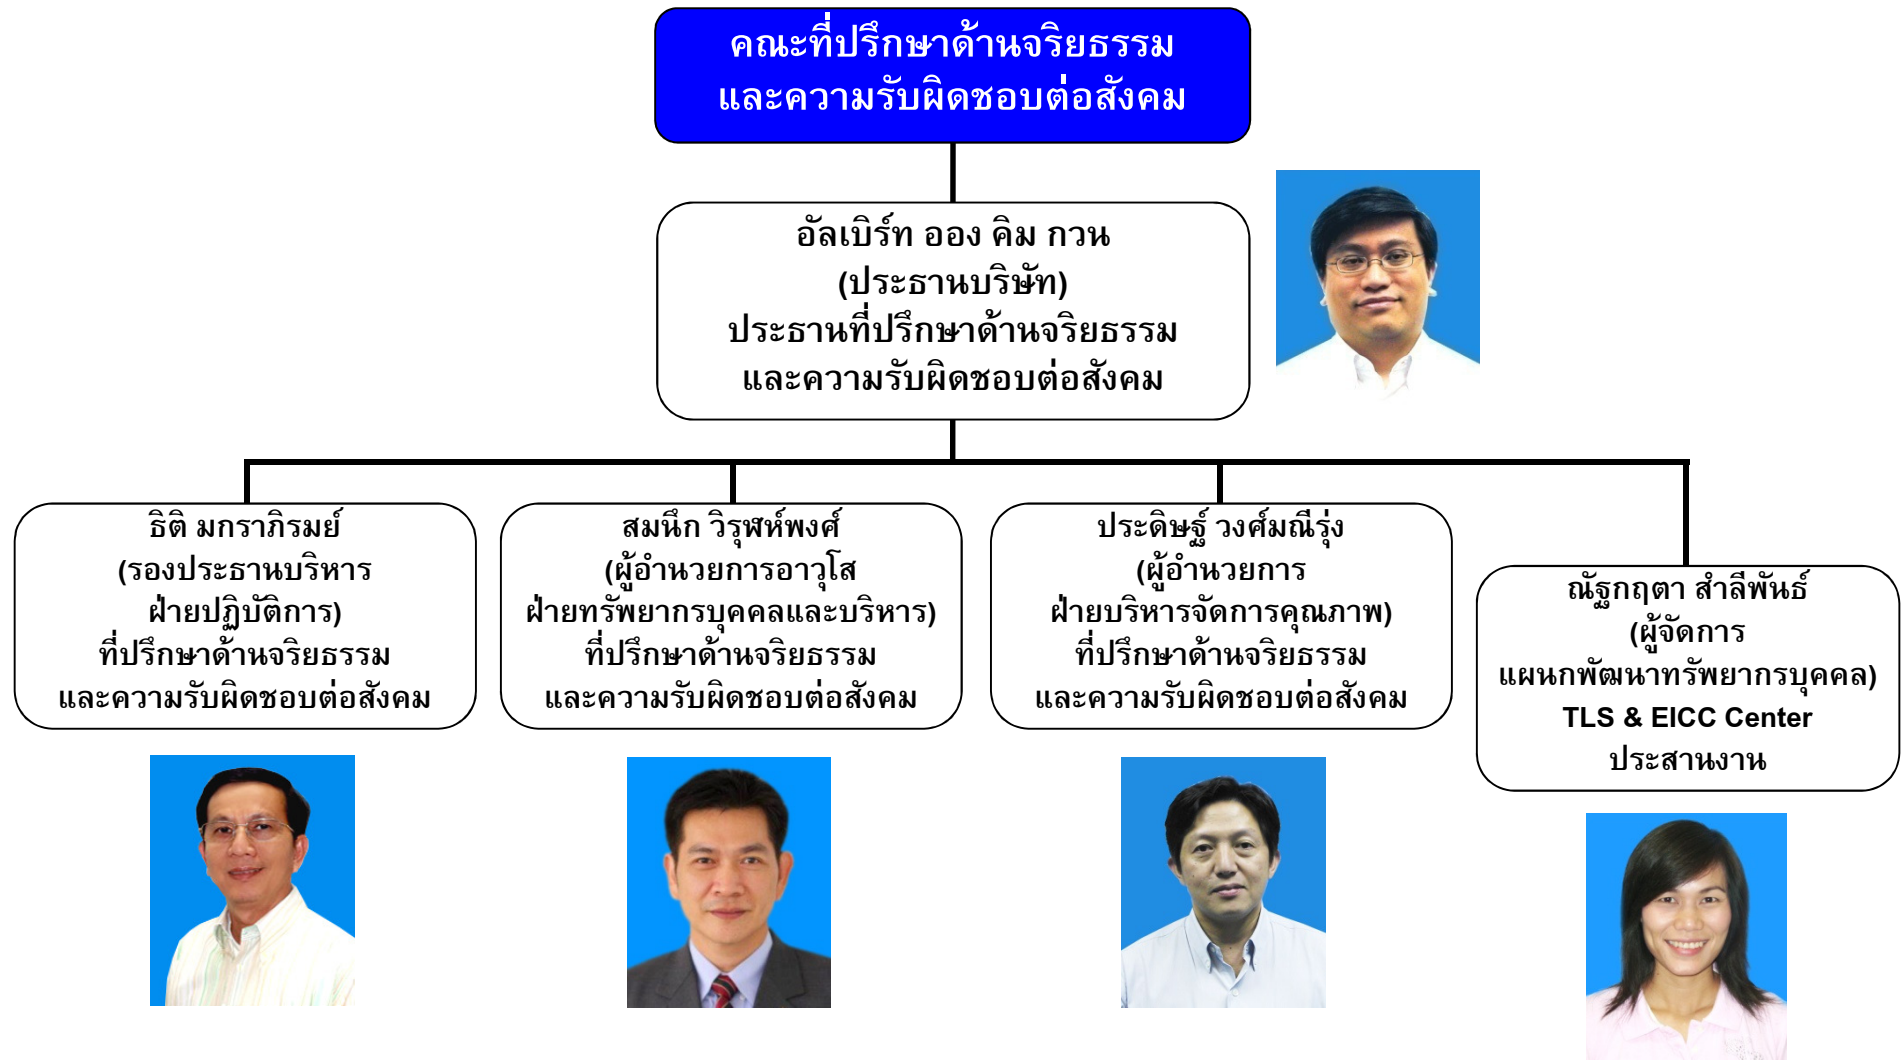 คณะที่ปรึกษาด้านจริยธรรม
และความรับผิดชอบต่อสังคม
อัลเบิร์ท ออง คิม กวน
(ประธานบริษัท)
ประธานที่ปรึกษาด้านจริยธรรม
และความรับผิดชอบต่อสังคม
ธิติ มกราภิรมย์
(รองประธานบริหาร
ฝ่ายปฏิบัติการ)
ที่ปรึกษาด้านจริยธรรม
และความรับผิดชอบต่อสังคม
สมนึก วิรุฬห์พงศ์
(ผู้อำนวยการอาวุโส
ฝ่ายทรัพยากรบุคคลและบริหาร)
ที่ปรึกษาด้านจริยธรรม
และความรับผิดชอบต่อสังคม
ประดิษฐ์ วงศ์มณีรุ่ง
(ผู้อำนวยการ
ฝ่ายบริหารจัดการคุณภาพ)
ที่ปรึกษาด้านจริยธรรม
และความรับผิดชอบต่อสังคม
ณัฐกฤตา สำลีพันธ์
(ผู้จัดการ
แผนกพัฒนาทรัพยากรบุคคล)
TLS & EICC Center
ประสานงาน